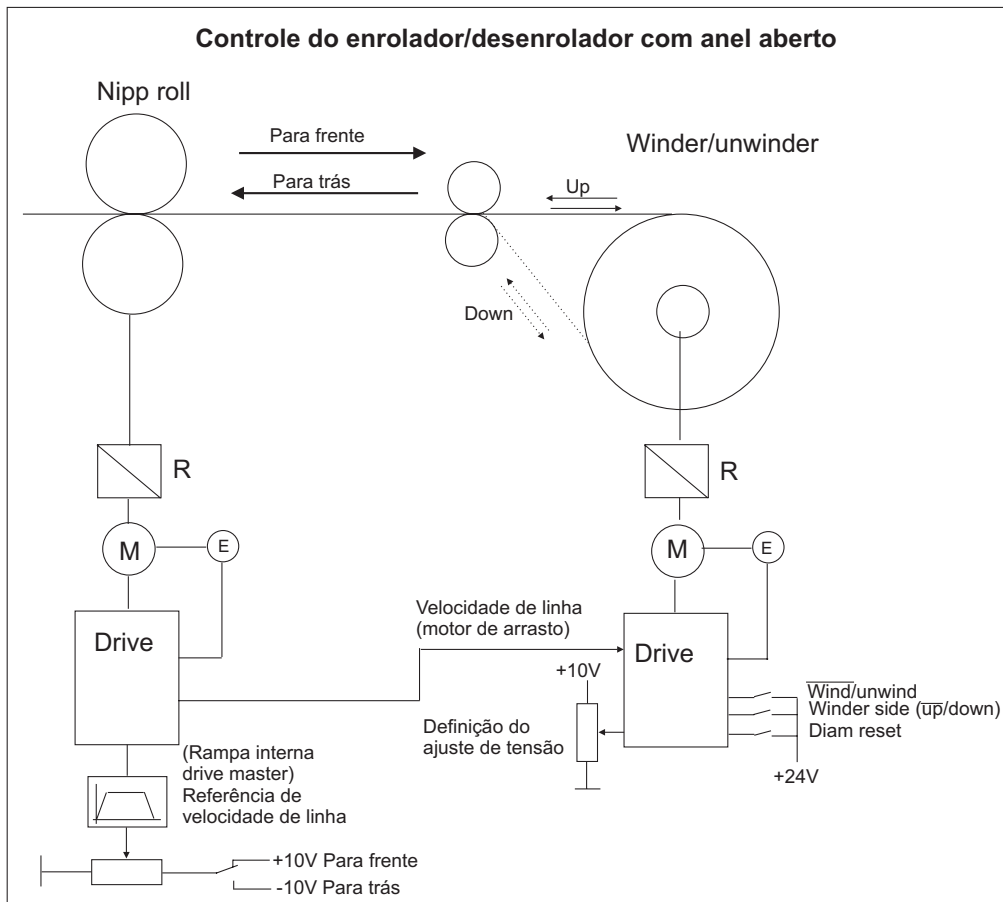 Controle do enrolador/desenrolador com anel aberto
Nipp roll
Para frente
Para trás
Winder/unwinder
Up
Down
R
R
M
E
M
E
Drive
Velocidade de linha
(motor de arrasto)
Drive
+10V
Definição do
ajuste de tensão
Wind/unwind
Winder side (up/down)
Diam reset
+24V
(Rampa interna
drive master)
Referência de
velocidade de linha
+10V Para frente
-10V Para trás